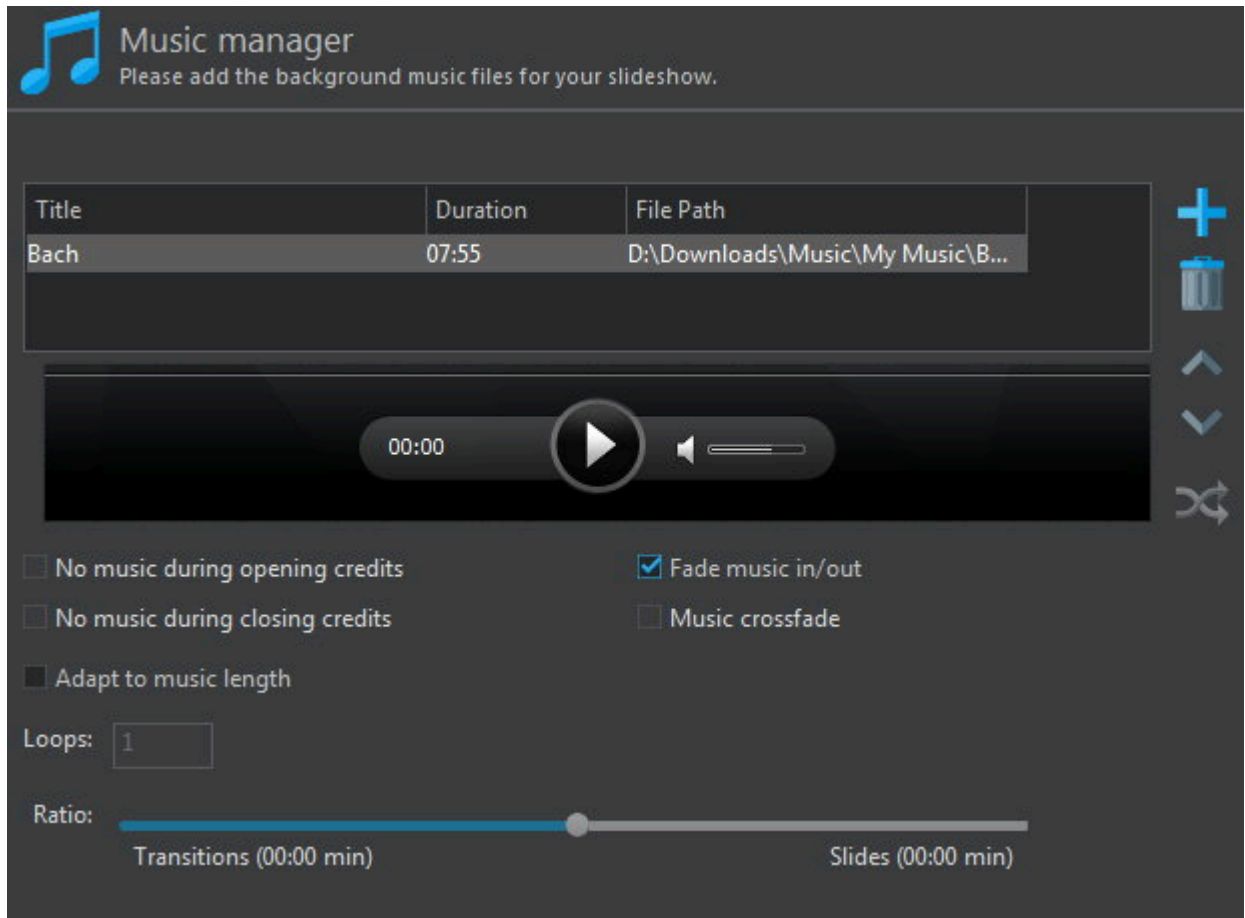 Music manager
Please add the background music files for your slideshow.
Title Duration File Path
Bach 07:55 D:\Downloads\Music\My Music\B...
00:00
No music during opening credits Fade music in/out
No music during closing credits Music crossfade
Adapt to music length
Loops: 1
Ratio:
Transitions (00:00 min) Slides (00:00 min)